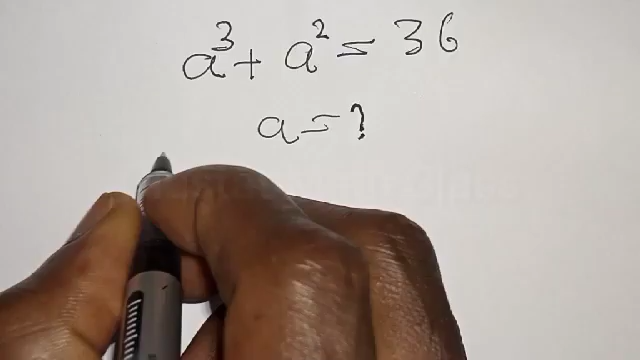 a³ + a² = 36
a = ?